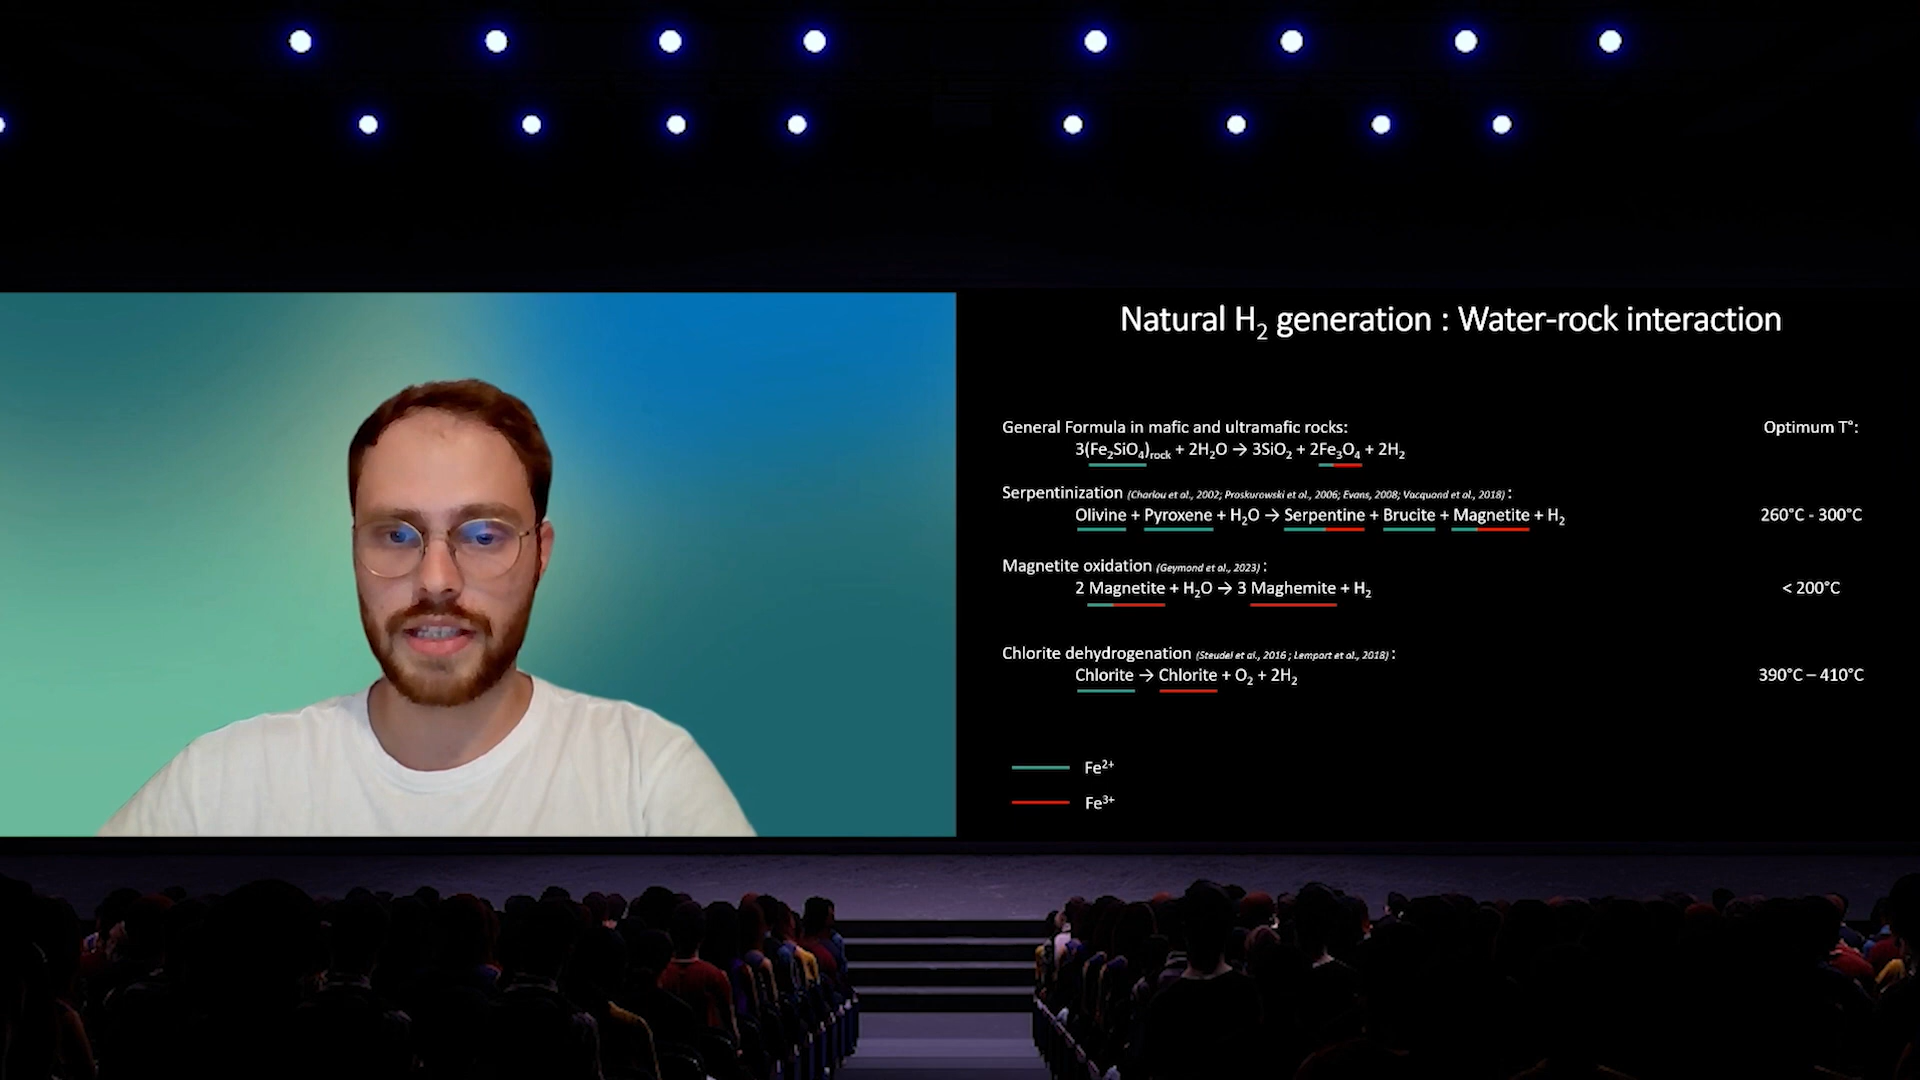 Natural H₂ generation : Water-rock interaction
General Formula in mafic and ultramafic rocks:
Optimum T°:
3(Fe₂SiO₄)rock + 2H₂O → 3SiO₂ + 2Fe₃O₄ + 2H₂
Serpentinization (Charlou et al., 2002; Proskurowski et al., 2006; Evans, 2008; Vacquand et al., 2018) :
Olivine + Pyroxene + H₂O → Serpentine + Brucite + Magnetite + H₂
260°C - 300°C
Magnetite oxidation (Geymond et al., 2023) :
2 Magnetite + H₂O → 3 Maghemite + H₂
< 200°C
Chlorite dehydrogenation (Steudel et al., 2016 ; Lempart et al., 2018) :
Chlorite → Chlorite + O₂ + 2H₂
390°C – 410°C
Fe²⁺
Fe³⁺